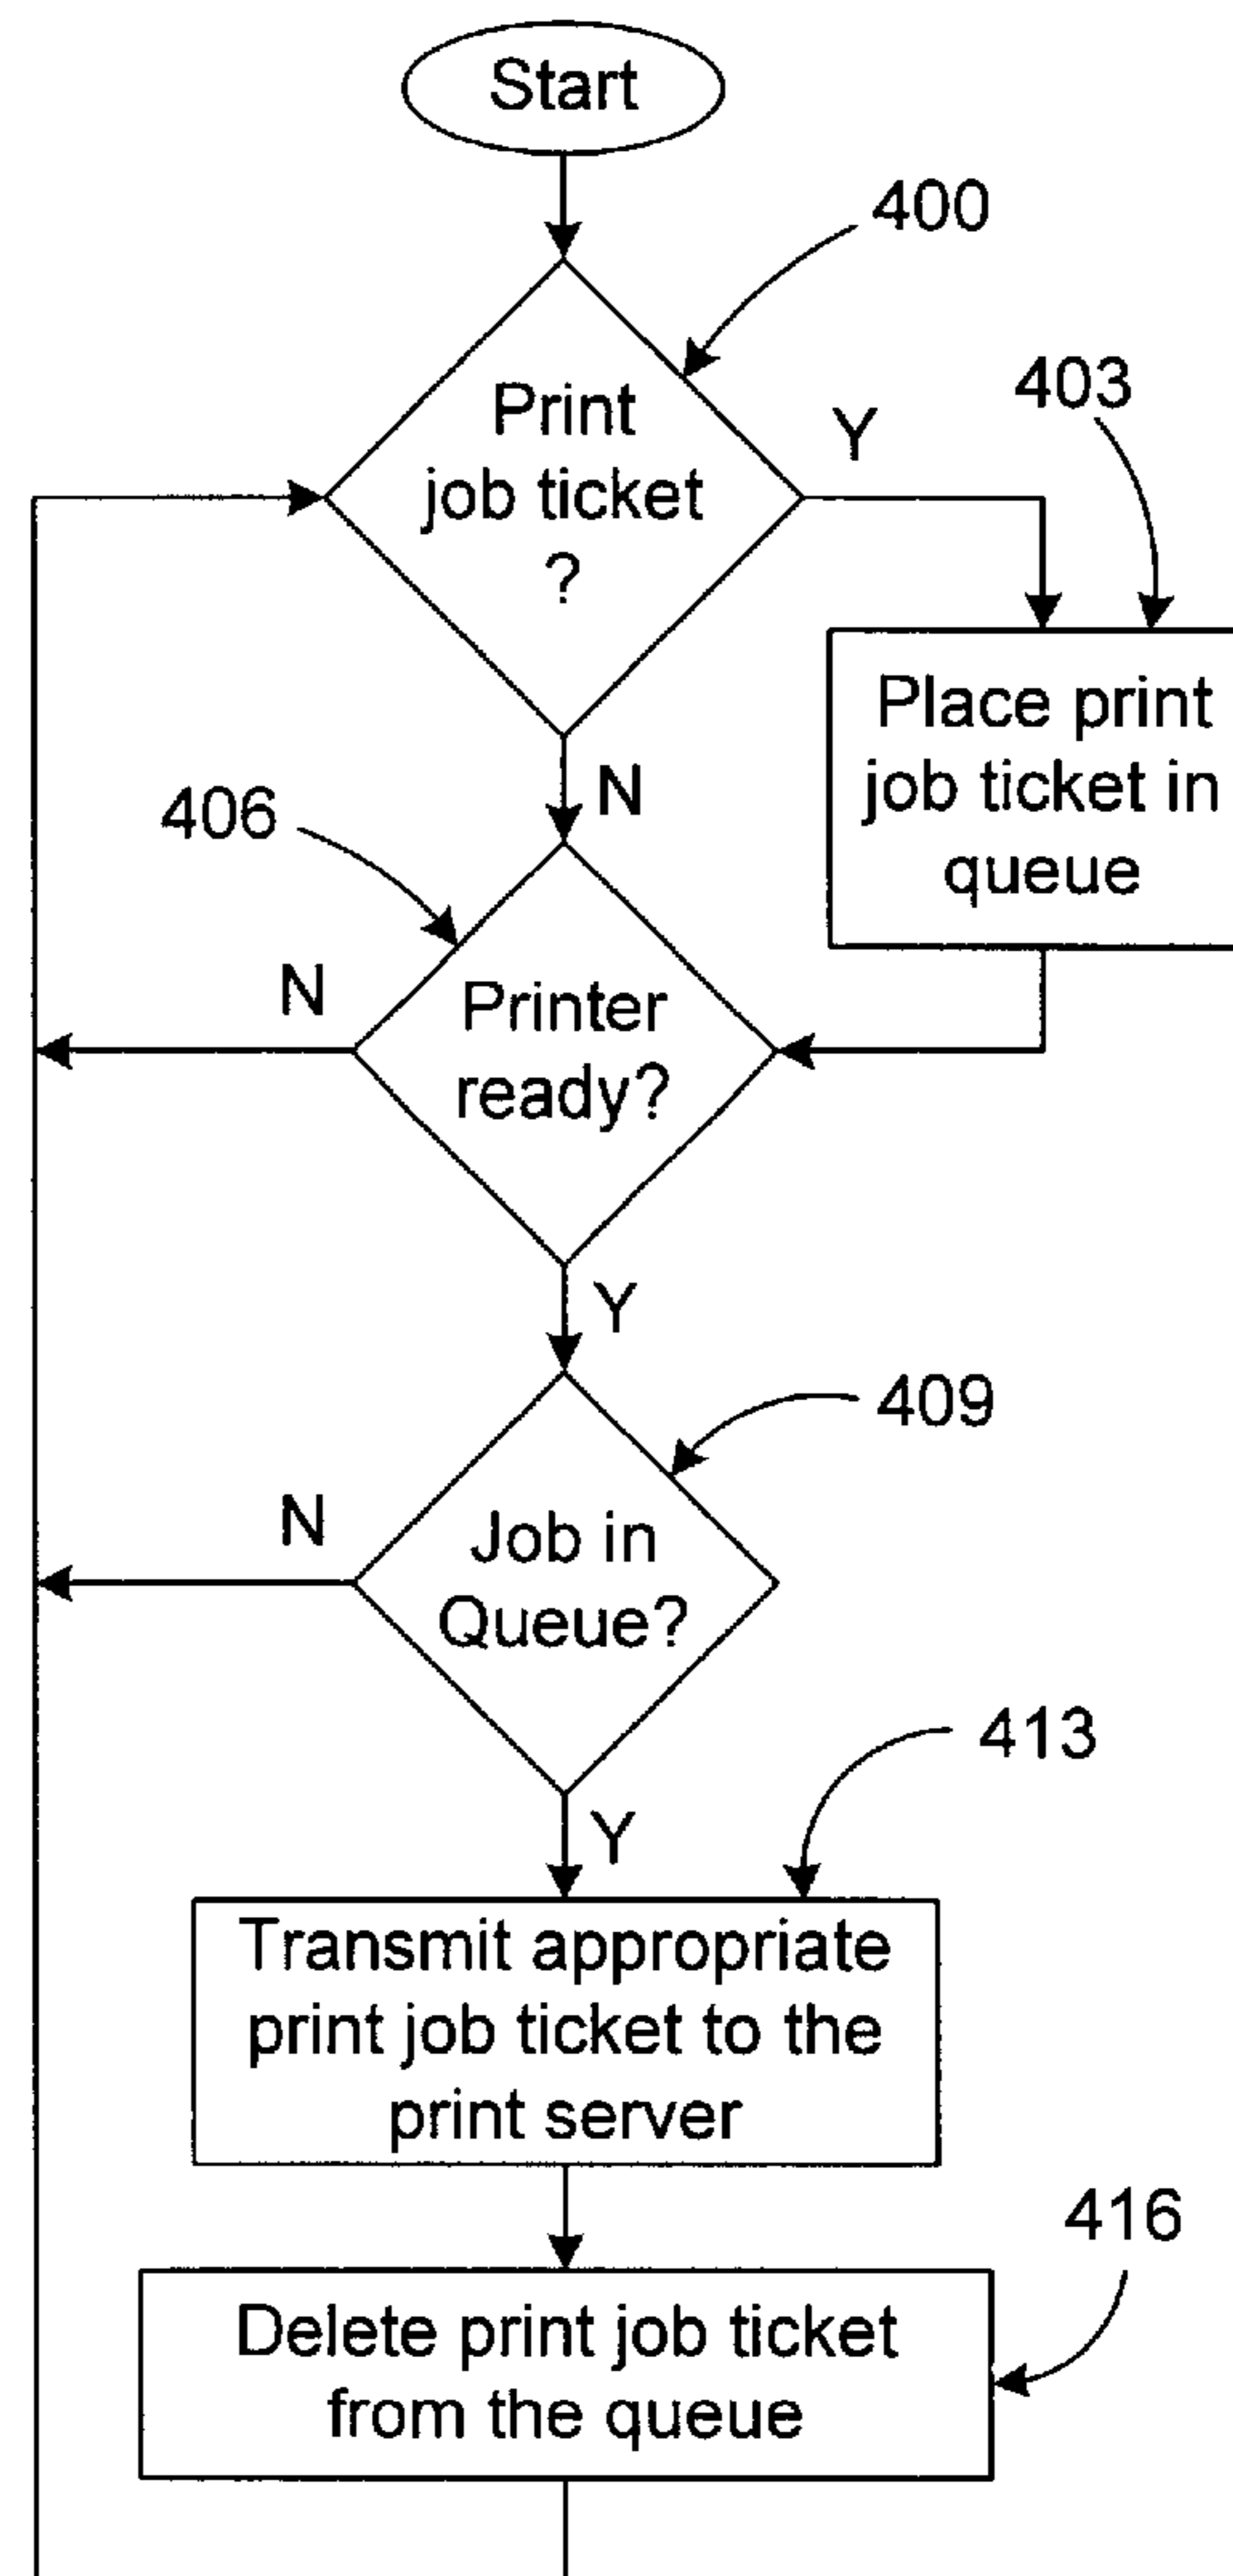 Start
400
Print
job ticket
?
Y
403
Place print
job ticket in
queue
N
406
Printer
ready?
N
Y
409
Job in
Queue?
N
Y
413
Transmit appropriate
print job ticket to the
print server
416
Delete print job ticket
from the queue